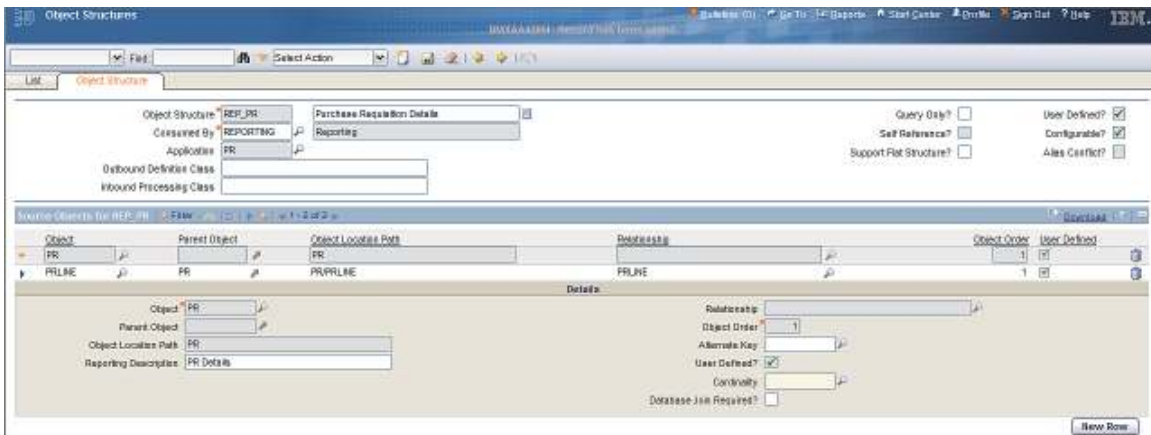 Object Structures
Bulletins (0) Go To Reports Start Center Profile Sign Out ? Help IBM.
BMXAA4205I - Record has been saved.
Find: Select Action
List Object Structure
Object Structure REP_PR Purchase Requisition Details Query Only? User Defined?
Consumed By REPORTING Reporting Self Reference? Configurable?
Application PR Support Flat Structure? Alias Conflict?
Outbound Definition Class
Inbound Processing Class
Source Objects for REP_PR Filter 1 - 2 of 2 Download
Object Parent Object Object Location Path Relationship Object Order User Defined
PR PR 1
PRLINE PR PR/PRLINE PRLINE 1
Details
Object PR Relationship
Parent Object Object Order 1
Object Location Path PR Alternate Key
Reporting Description PR Details User Defined?
Cardinality
Database Join Required?
New Row